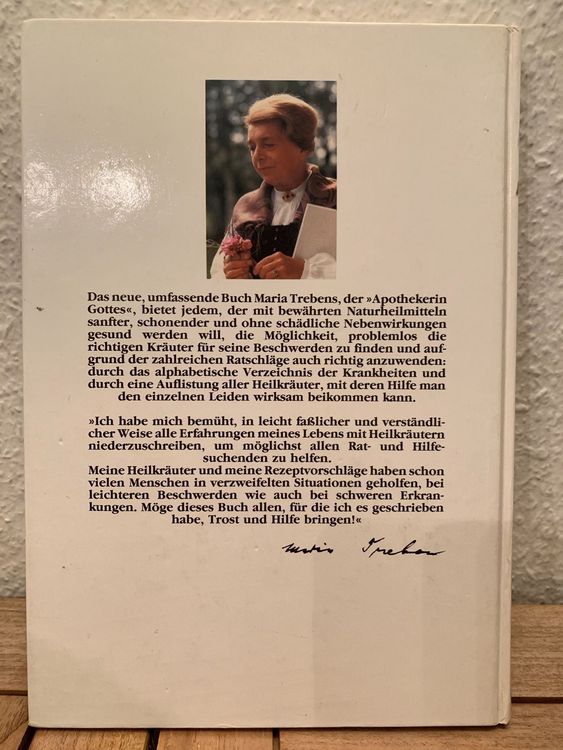 Das neue, umfassende Buch Maria Trebens, der »Apothekerin
Gottes«, bietet jedem, der mit bewährten Naturheilmitteln
sanfter, schonender und ohne schädliche Nebenwirkungen
gesund werden will, die Möglichkeit, problemlos die
richtigen Kräuter für seine Beschwerden zu finden und auf-
grund der zahlreichen Ratschläge auch richtig anzuwenden:
durch das alphabetische Verzeichnis der Krankheiten und
durch eine Auflistung aller Heilkräuter, mit deren Hilfe man
den einzelnen Leiden wirksam beikommen kann.
»Ich habe mich bemüht, in leicht faßlicher und verständli-
cher Weise alle Erfahrungen meines Lebens mit Heilkräutern
niederzuschreiben, um möglichst allen Rat- und Hilfe-
suchenden zu helfen.
Meine Heilkräuter und meine Rezeptvorschläge haben schon
vielen Menschen in verzweifelten Situationen geholfen, bei
leichteren Beschwerden wie auch bei schweren Erkran-
kungen. Möge dieses Buch allen, für die ich es geschrieben
habe, Trost und Hilfe bringen!«
Maria Treben